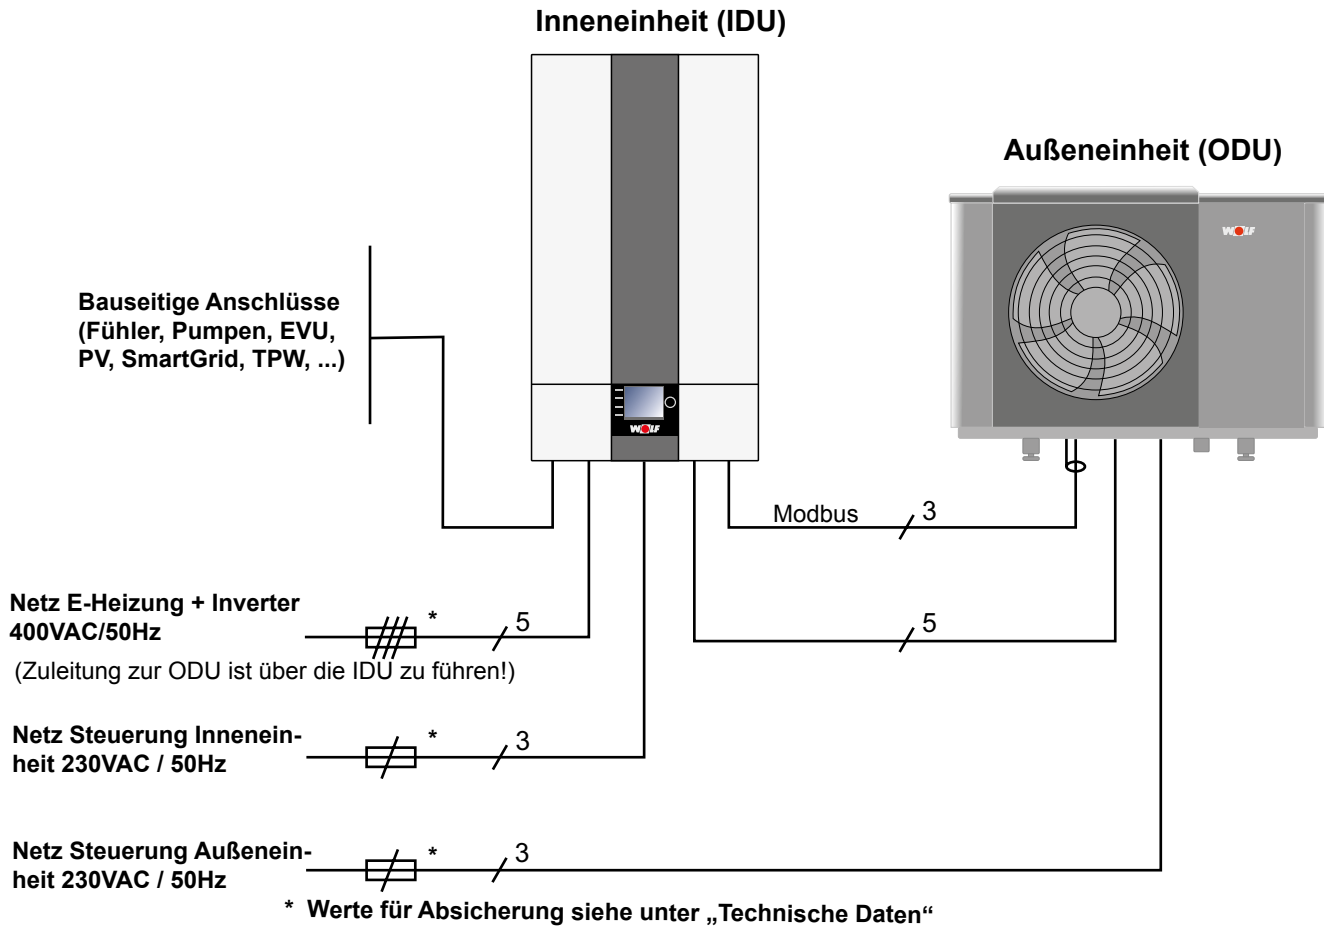 Inneneinheit (IDU)
Außeneinheit (ODU)
WOLF
Bauseitige Anschlüsse
(Fühler, Pumpen, EVU,
PV, SmartGrid, TPW, ...)
WOLF
Modbus
3
Netz E-Heizung + Inverter
400VAC/50Hz
*
5
5
(Zuleitung zur ODU ist über die IDU zu führen!)
Netz Steuerung Innenein-
heit 230VAC / 50Hz
*
3
Netz Steuerung Außenein-
heit 230VAC / 50Hz
*
3
* Werte für Absicherung siehe unter „Technische Daten“